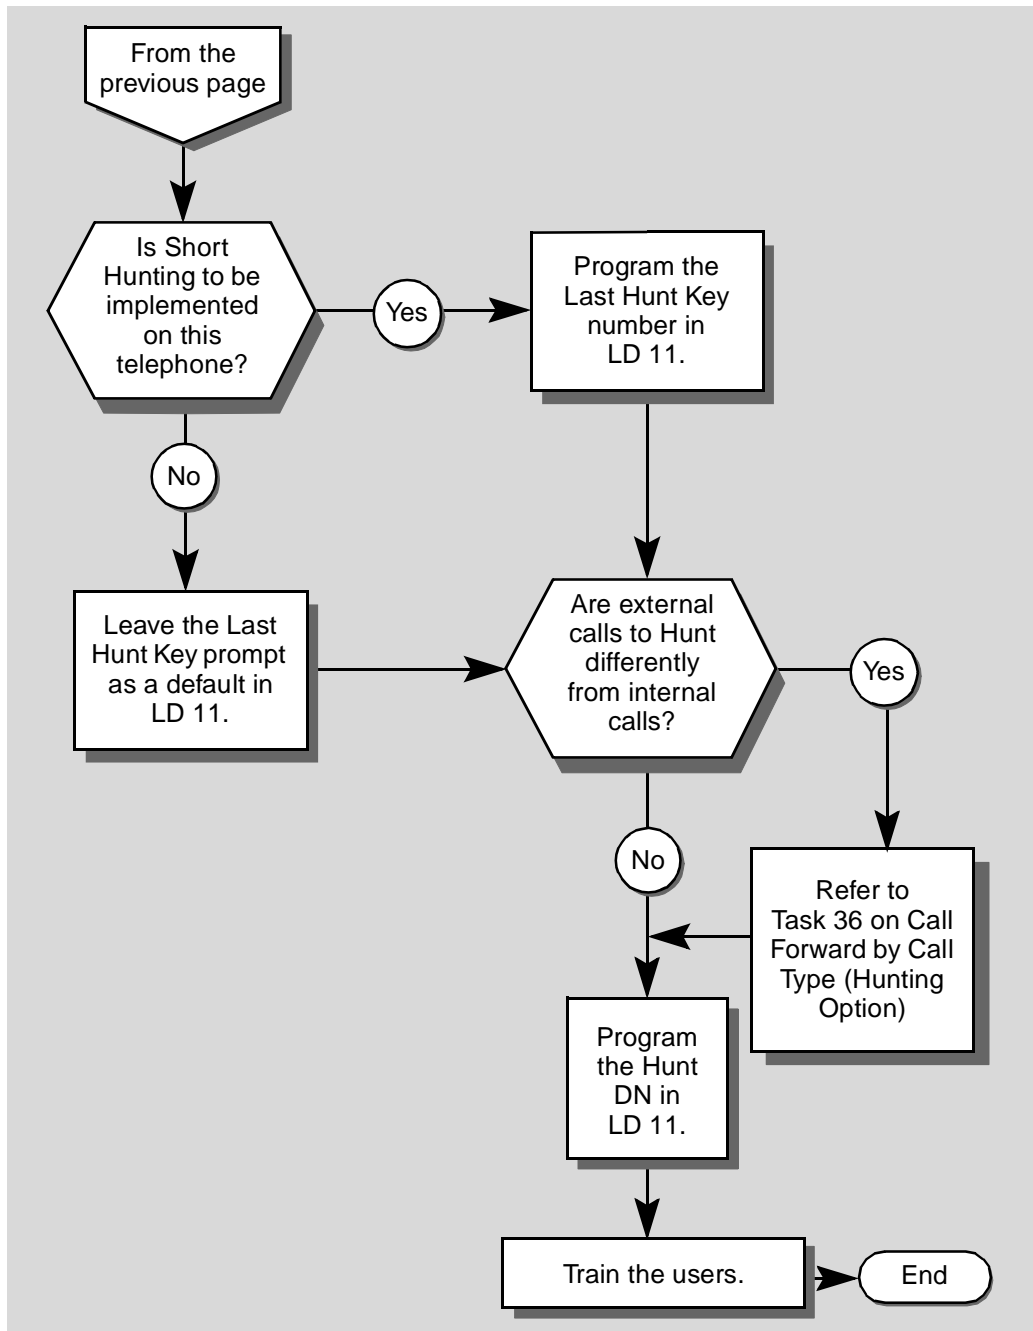 From the
previous page
Is Short
Hunting to be
implemented
on this
telephone?
Yes
Program the
Last Hunt Key
number in
LD 11.
No
Leave the Last
Hunt Key prompt
as a default in
LD 11.
Are external
calls to Hunt
differently
from internal
calls?
Yes
No
Refer to
Task 36 on Call
Forward by Call
Type (Hunting
Option)
Program
the Hunt
DN in
LD 11.
Train the users.
End